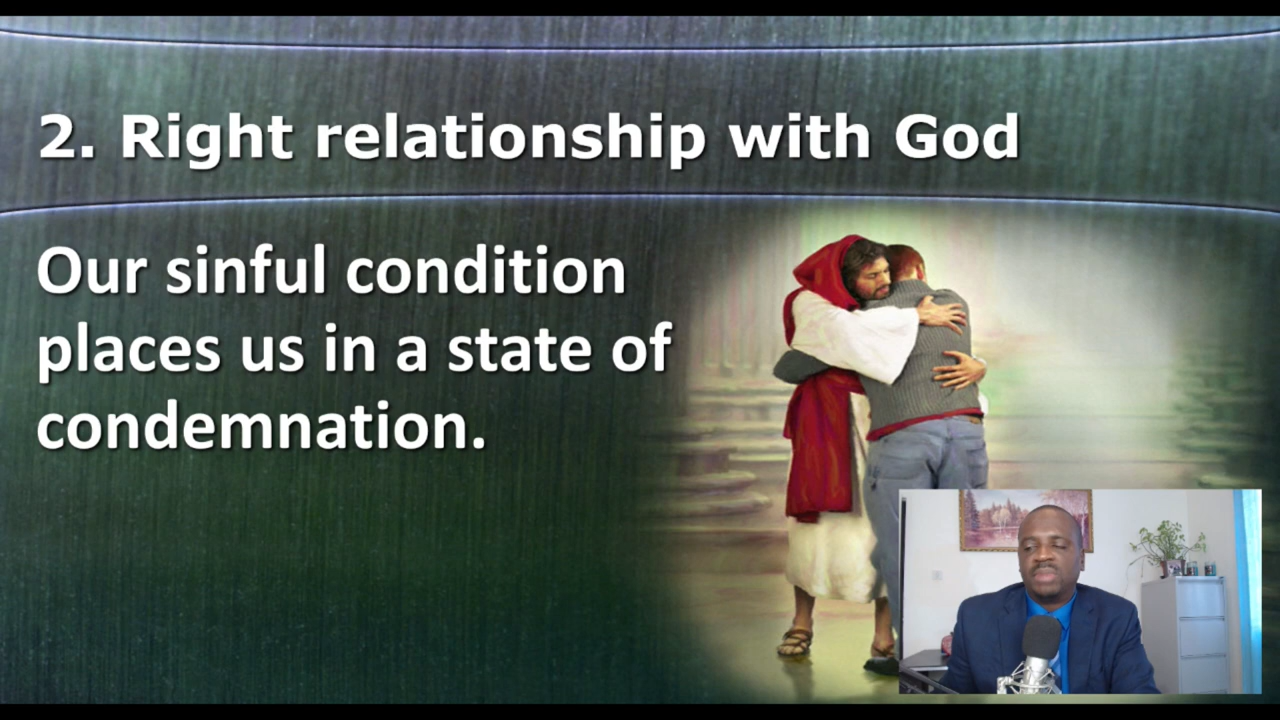 2. Right relationship with God
Our sinful condition
places us in a state of
condemnation.